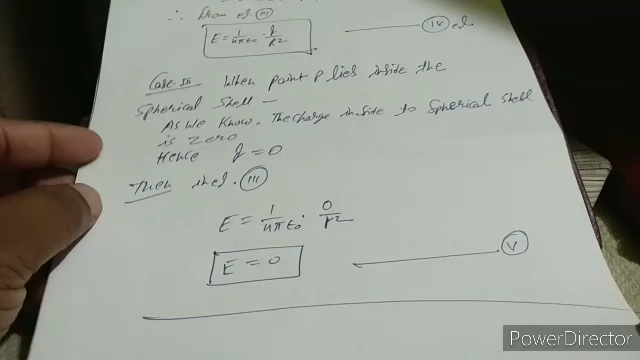 ∴ from eq. (III)
E = 1/4πε₀ · q/R² (IV)
Case-III When point p lies inside the
Spherical shell –
As we know. The charge inside to spherical shell
is zero
Hence q = 0
Then in eq. (III)
E = 1/4πε₀ · 0/r²
E = 0 (V)
PowerDirector